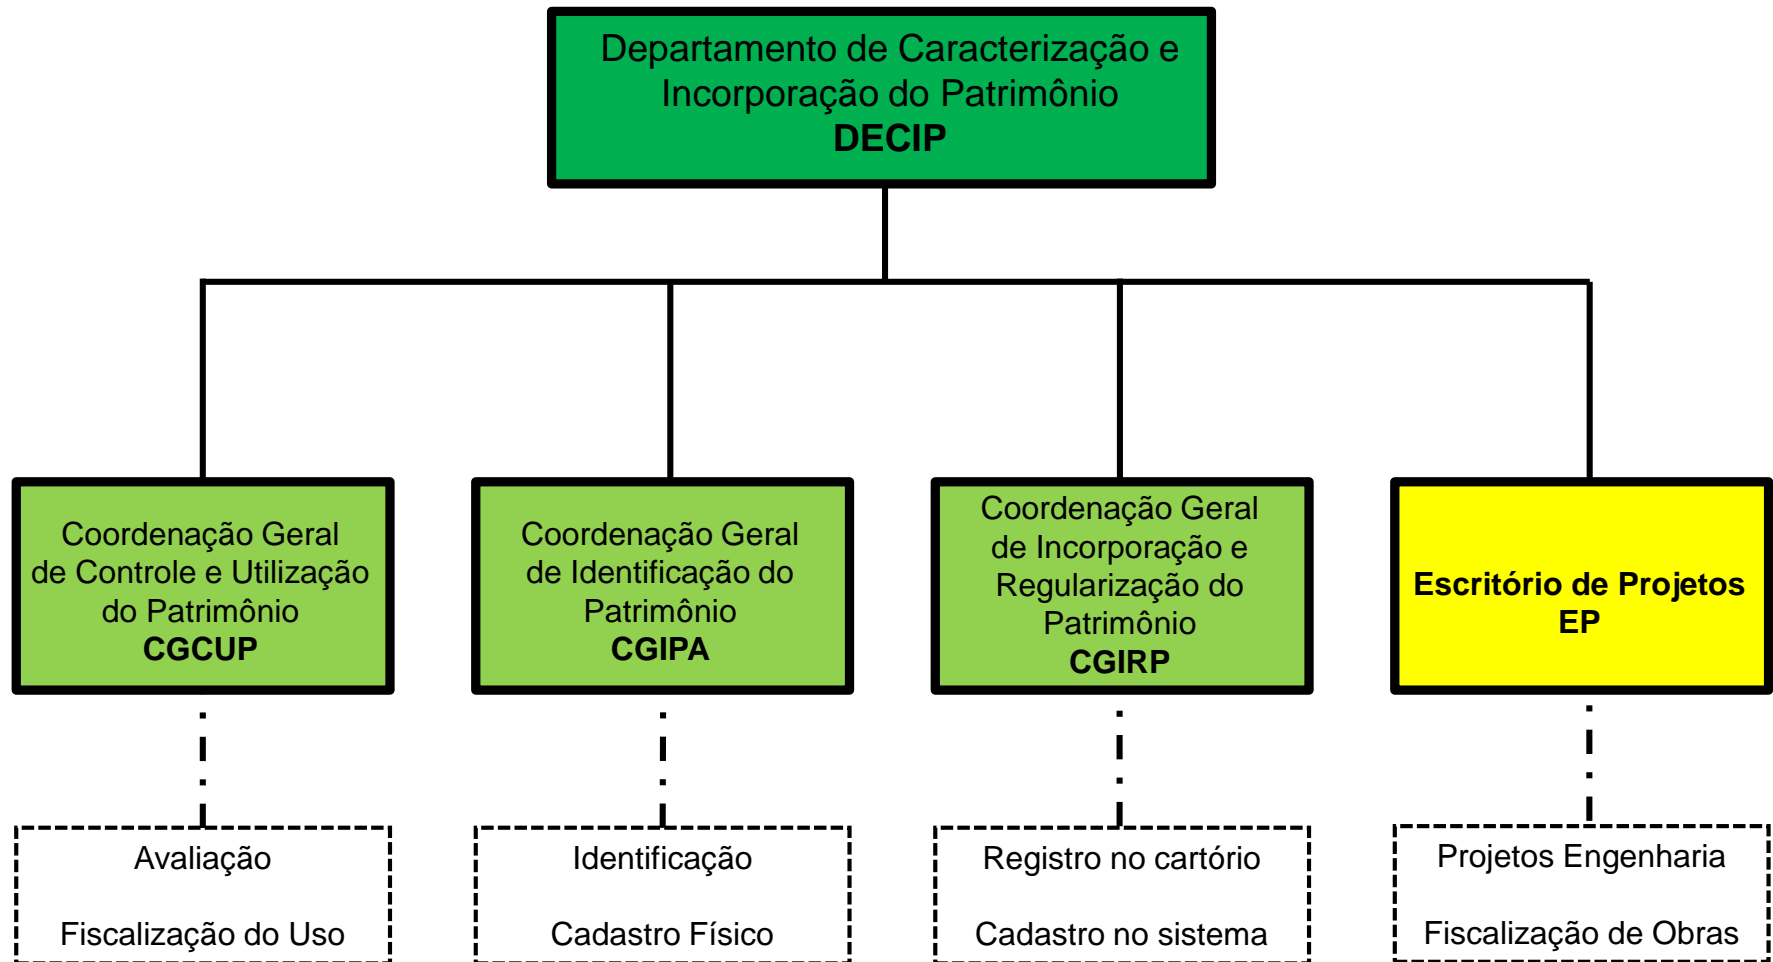 Departamento de Caracterização e
Incorporação do Patrimônio
DECIP
Coordenação Geral
de Controle e Utilização
do Patrimônio
CGCUP
Coordenação Geral
de Identificação do
Patrimônio
CGIPA
Coordenação Geral
de Incorporação e
Regularização do
Patrimônio
CGIRP
Escritório de Projetos
EP
Avaliação
Fiscalização do Uso
Identificação
Cadastro Físico
Registro no cartório
Cadastro no sistema
Projetos Engenharia
Fiscalização de Obras